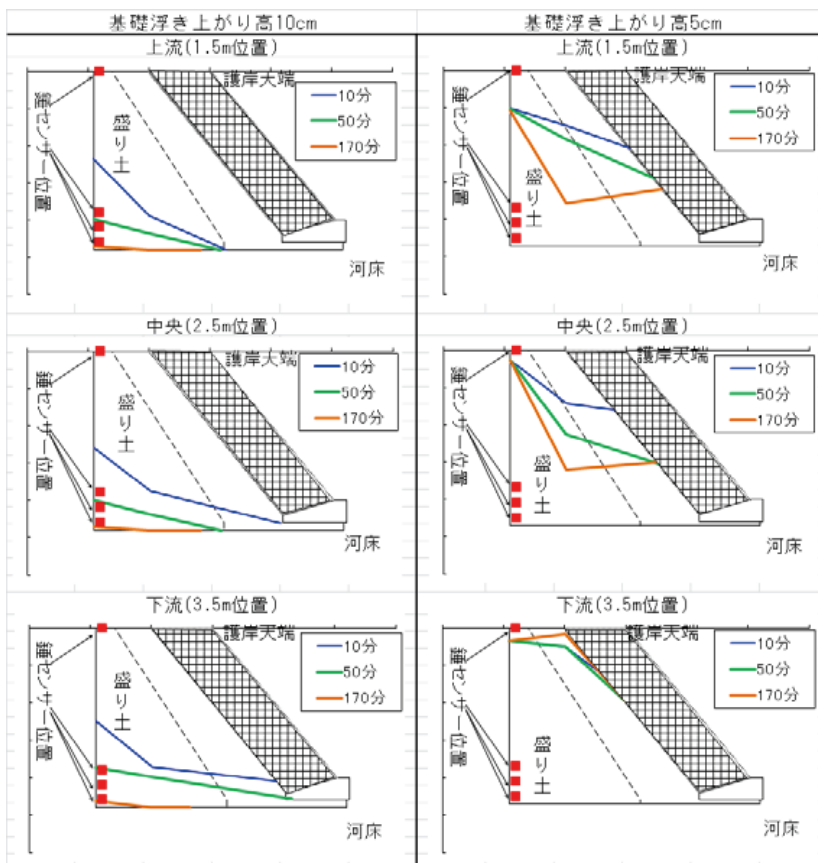 基礎浮き上がり高10cm
上流(1.5m位置)
護岸天端
10分
50分
170分
錘センサー位置
盛り土
河床
中央(2.5m位置)
護岸天端
10分
50分
170分
錘センサー位置
盛り土
河床
下流(3.5m位置)
護岸天端
10分
50分
170分
錘センサー位置
盛り土
河床
基礎浮き上がり高5cm
上流(1.5m位置)
護岸天端
10分
50分
170分
錘センサー位置
盛り土
河床
中央(2.5m位置)
護岸天端
10分
50分
170分
錘センサー位置
盛り土
河床
下流(3.5m位置)
護岸天端
10分
50分
170分
錘センサー位置
盛り土
河床